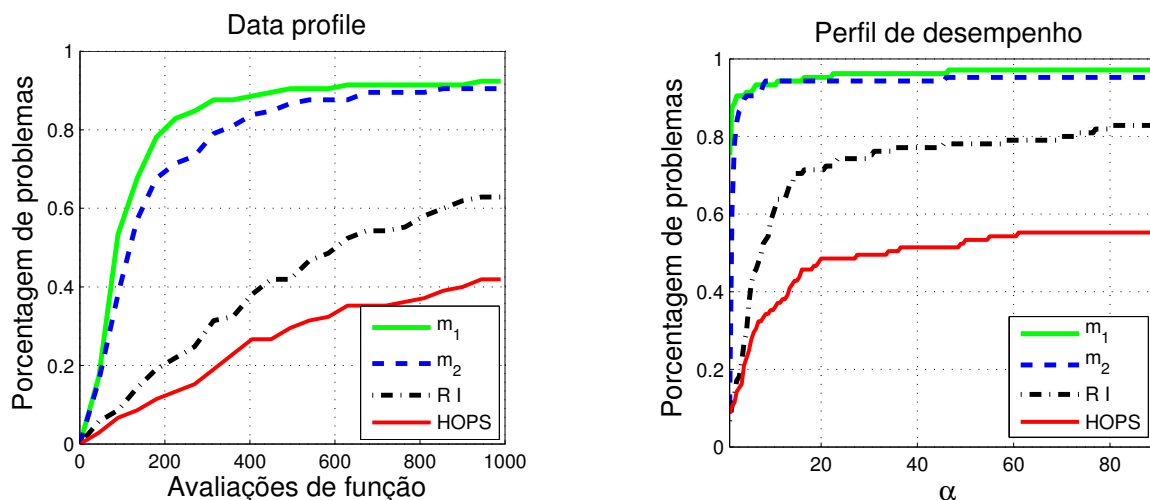 Data profile
Porcentagem de problemas
1
0.8
0.6
0.4
0.2
0
0 200 400 600 800 1000
Avaliações de função
m1
m2
R I
HOPS
Perfil de desempenho
Porcentagem de problemas
1
0.8
0.6
0.4
0.2
0
20 40 60 80
α
m1
m2
R I
HOPS